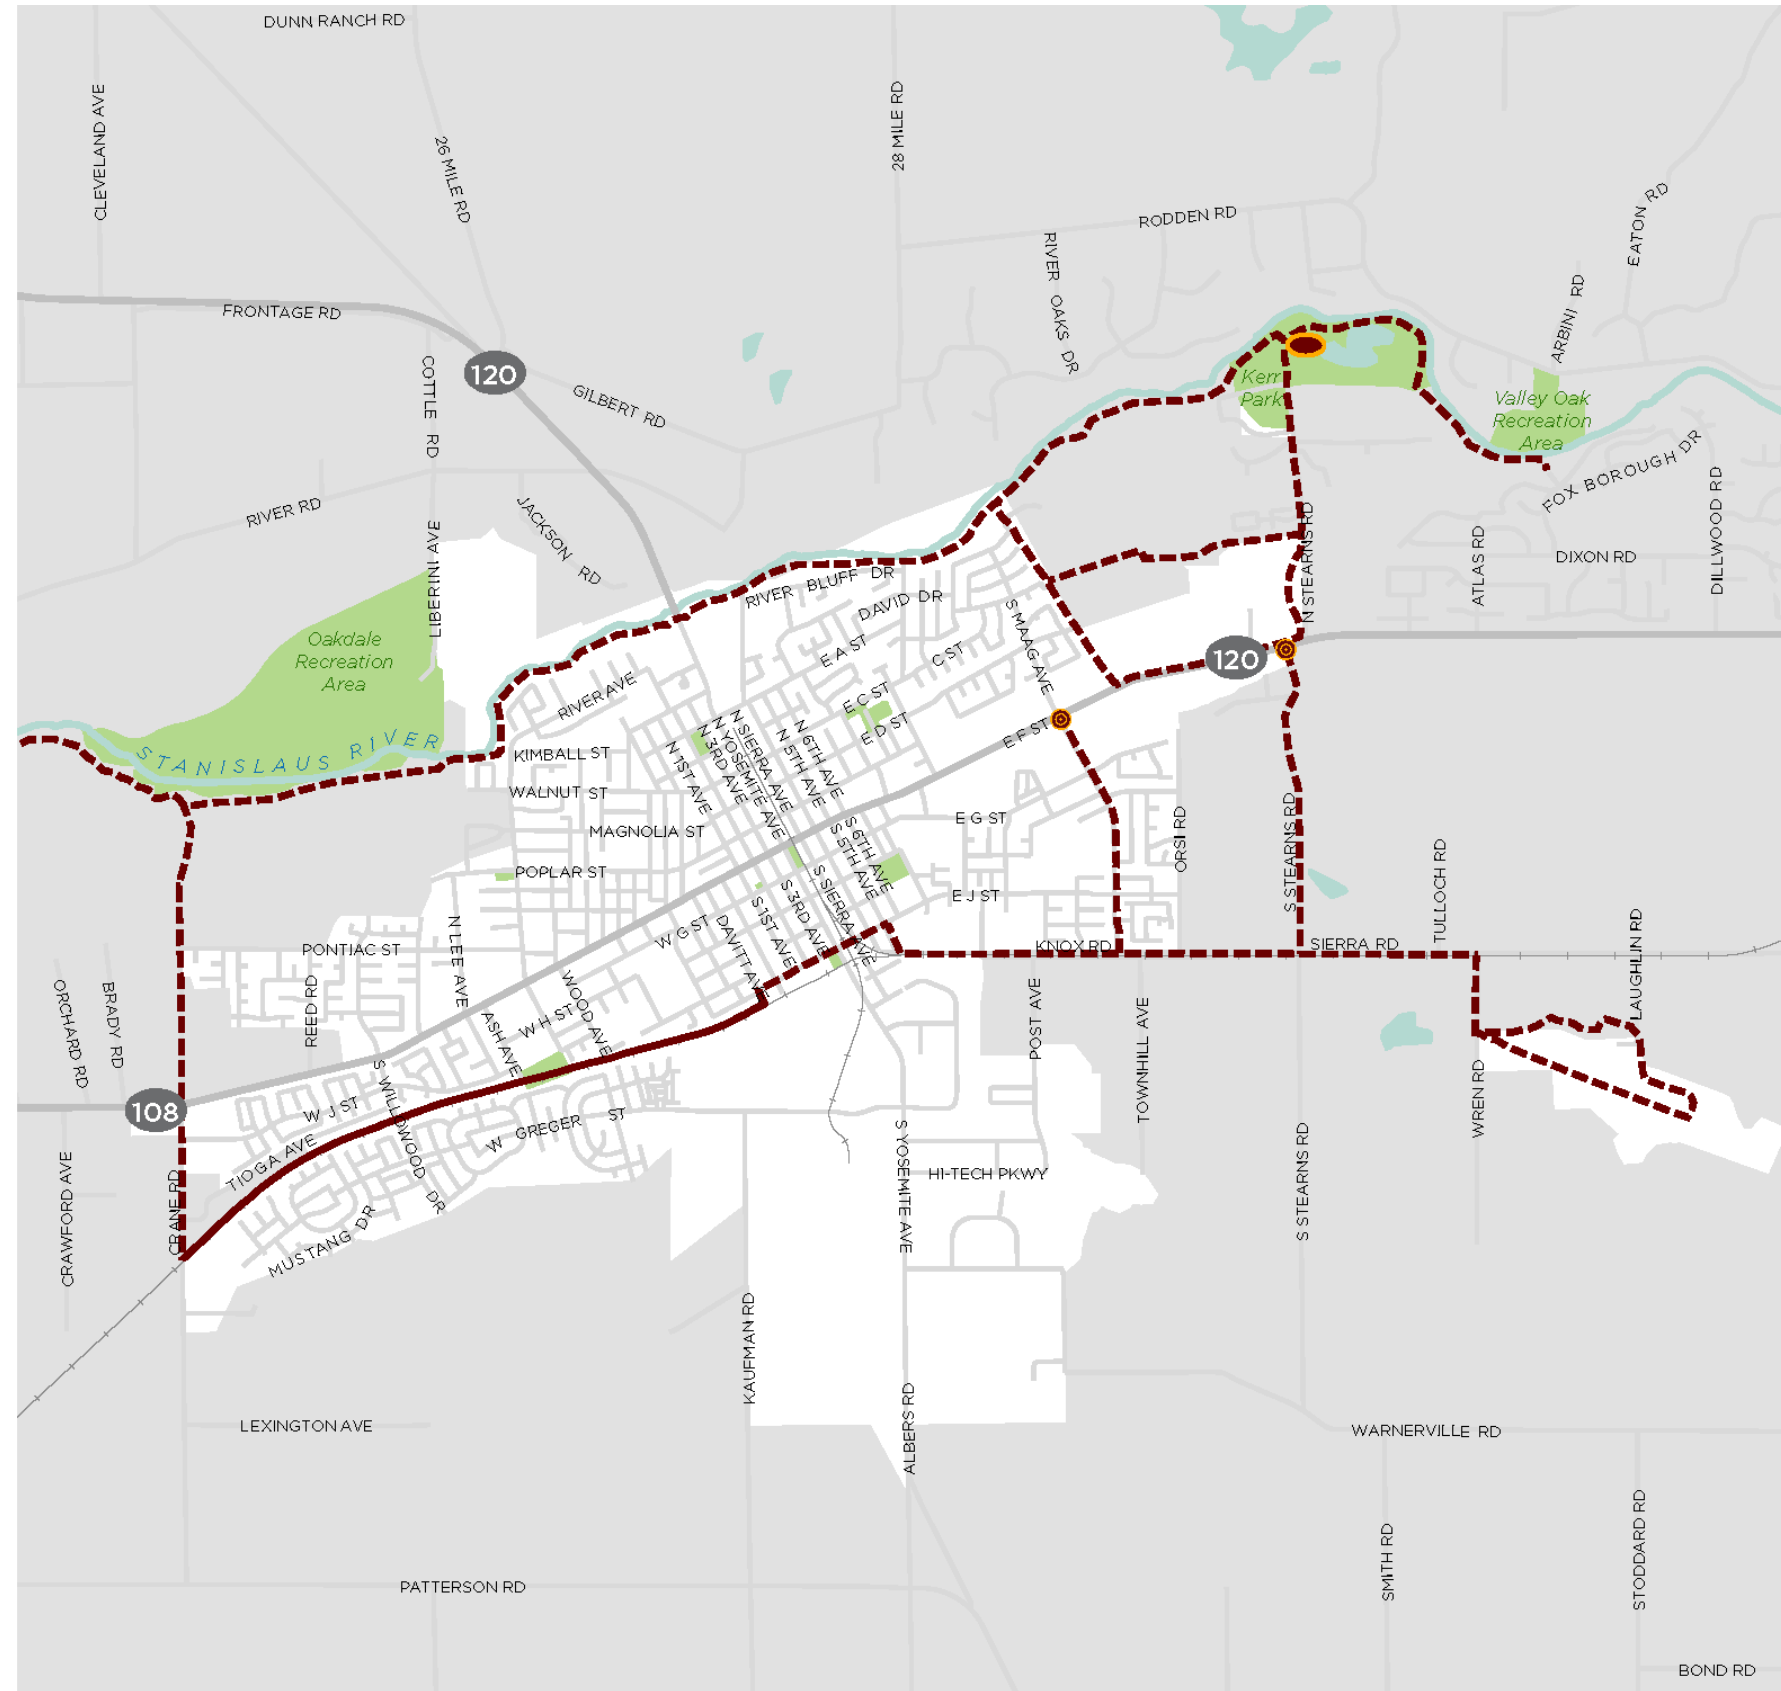 DUNN RANCH RD
CLEVELAND AVE
26 MILE RD
28 MILE RD
RODDEN RD
EATON RD
RIVER OAKS DR
ARBINI RD
FRONTAGE RD
120
COTTLE RD
GILBERT RD
Kerr
Park
Valley Oak
Recreation
Area
FOX BOROUGH DR
RIVER RD
JACKSON RD
LIBERINI AVE
N STEARNS RD
ATLAS RD
DIXON RD
DILLWOOD RD
RIVER BLUFF DR
DAVID DR
S MAAG AVE
Oakdale
Recreation
Area
E A ST
C ST
120
RIVER AVE
E C ST
E D ST
E F ST
STANISLAUS RIVER
KIMBALL ST
N SIERRA AVE
N YOSEMITE AVE
N 3RD AVE
N 1ST AVE
N 6TH AVE
N 5TH AVE
WALNUT ST
MAGNOLIA ST
E G ST
ORSI RD
S STEARNS RD
TULLOCH RD
POPLAR ST
S 6TH AVE
S 5TH AVE
E J ST
S SIERRA AVE
S 3RD AVE
S 1ST AVE
DAVITT AVE
W G ST
N LEE AVE
PONTIAC ST
KNOX RD
SIERRA RD
LAUGHLIN RD
ORCHARD RD
BRADY RD
REED RD
ASH AVE
W H ST
WOOD AVE
POST AVE
TOWNHILL AVE
WREN RD
108
W J ST
S WILLOWOOD DR
W GREGER ST
TIOGA AVE
S YOSEMITE AVE
HI-TECH PKWY
S STEARNS RD
CRAWFORD AVE
CRANE RD
MUSTANG DR
KAUFMAN RD
ALBERS RD
LEXINGTON AVE
WARNERVILLE RD
PATTERSON RD
SMITH RD
STODDARD RD
BOND RD